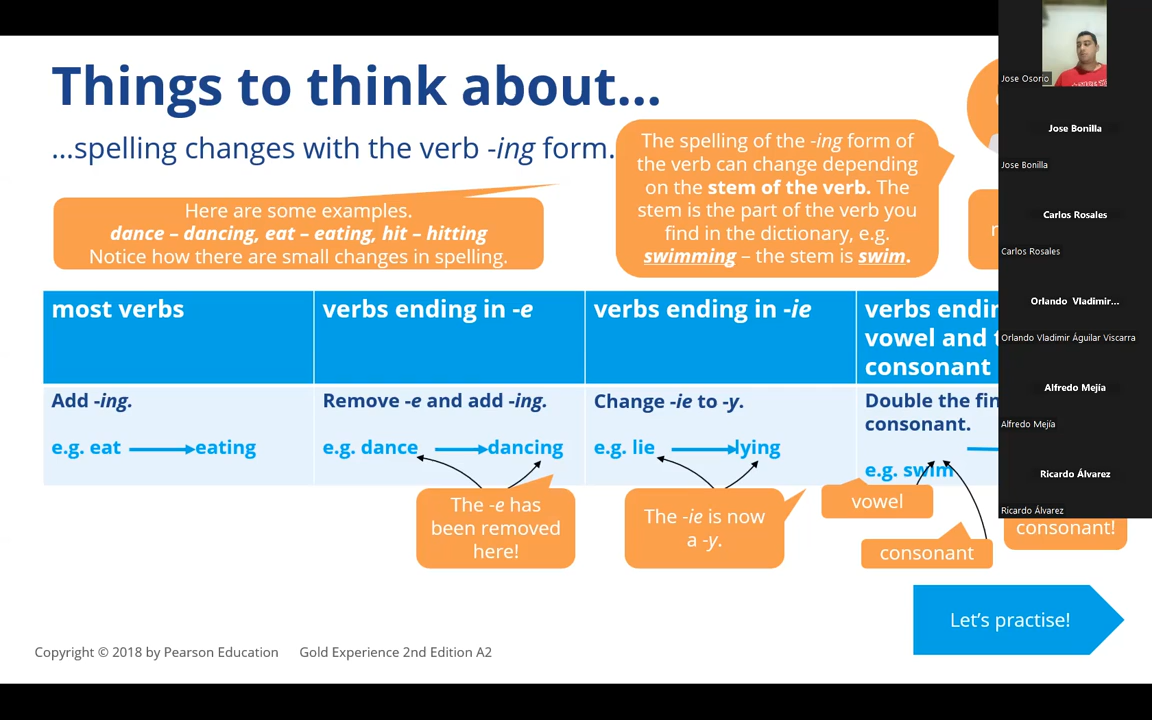 Things to think about...
...spelling changes with the verb -ing form.
The spelling of the -ing form of
the verb can change depending
on the stem of the verb. The
stem is the part of the verb you
find in the dictionary, e.g.
swimming – the stem is swim.
Here are some examples.
dance – dancing, eat – eating, hit – hitting
Notice how there are small changes in spelling.
most verbs
verbs ending in -e
verbs ending in -ie
verbs
vowel and
consonant
Add -ing.
e.g. eat eating
Remove -e and add -ing.
e.g. dance dancing
Change -ie to -y.
e.g. lie lying
Double the
consonant.
e.g. swim
The -e has
been removed
here!
The -ie is now
a -y.
vowel
consonant
consonant!
Let's practise!
Copyright © 2018 by Pearson Education Gold Experience 2nd Edition A2
Jose Osorio
Jose Bonilla
Jose Bonilla
Carlos Rosales
Carlos Rosales
Orlando Vladimir...
Orlando Vladimir Águilar Viscarra
Alfredo Mejía
Alfredo Mejía
Ricardo Álvarez
Ricardo Álvarez